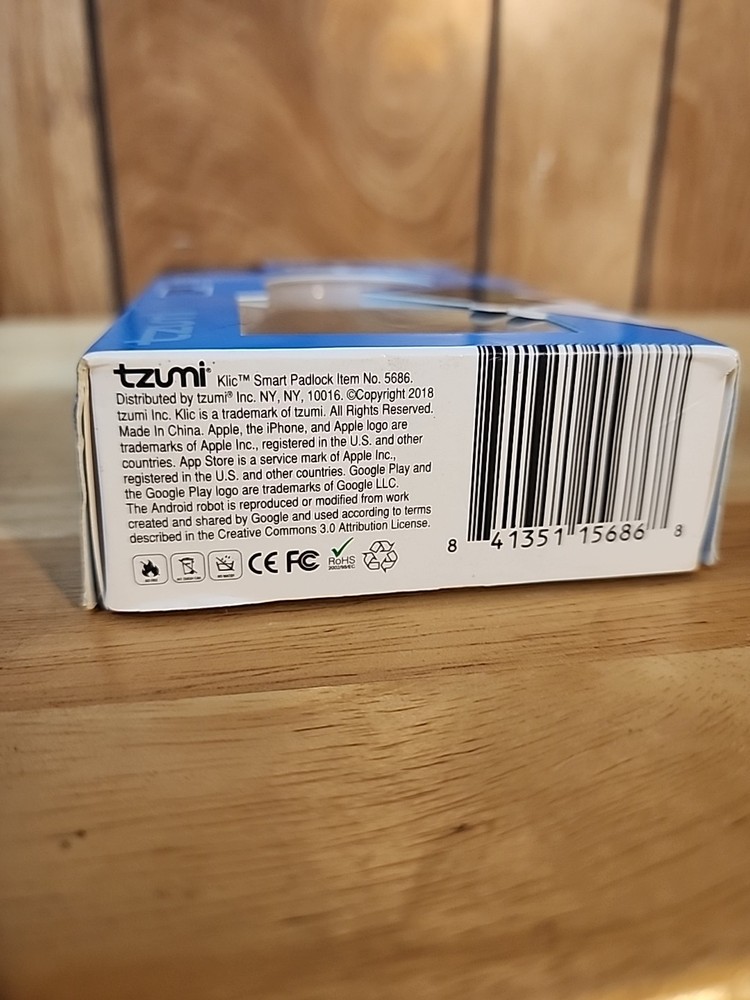 tzumi® Klic™ Smart Padlock Item No. 5686.
Distributed by tzumi® Inc. NY, NY, 10016. ©Copyright 2018
tzumi Inc. Klic is a trademark of tzumi. All Rights Reserved.
Made In China. Apple, the iPhone, and Apple logo are
trademarks of Apple Inc., registered in the U.S. and other
countries. App Store is a service mark of Apple Inc.,
registered in the U.S. and other countries. Google Play and
the Google Play logo are trademarks of Google LLC.
The Android robot is reproduced or modified from work
created and shared by Google and used according to terms
described in the Creative Commons 3.0 Attribution License.
CE FC RoHS
8 41351 15686 8